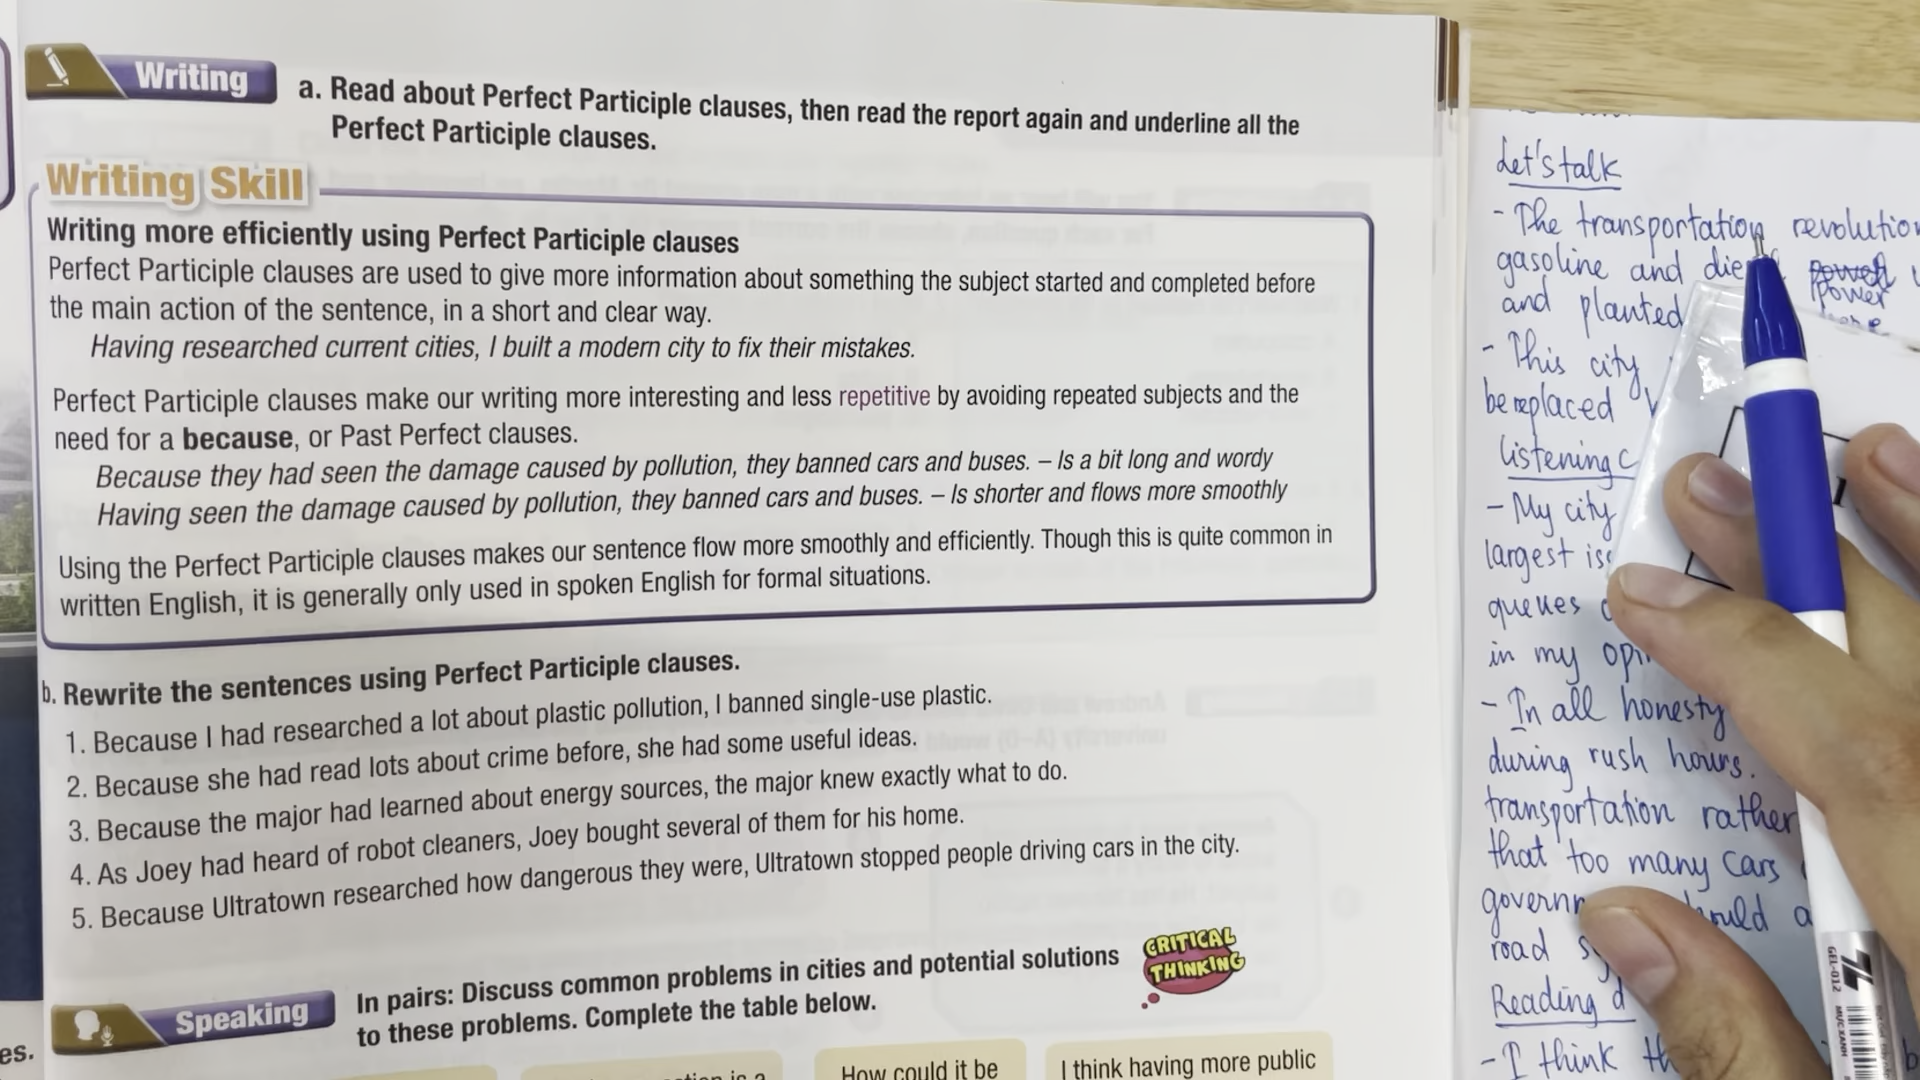 Writing
a. Read about Perfect Participle clauses, then read the report again and underline all the
Perfect Participle clauses.
Writing Skill
Writing more efficiently using Perfect Participle clauses
Perfect Participle clauses are used to give more information about something the subject started and completed before
the main action of the sentence, in a short and clear way.
Having researched current cities, I built a modern city to fix their mistakes.
Perfect Participle clauses make our writing more interesting and less repetitive by avoiding repeated subjects and the
need for a because, or Past Perfect clauses.
Because they had seen the damage caused by pollution, they banned cars and buses. – Is a bit long and wordy
Having seen the damage caused by pollution, they banned cars and buses. – Is shorter and flows more smoothly
Using the Perfect Participle clauses makes our sentence flow more smoothly and efficiently. Though this is quite common in
written English, it is generally only used in spoken English for formal situations.
b. Rewrite the sentences using Perfect Participle clauses.
1. Because I had researched a lot about plastic pollution, I banned single-use plastic.
2. Because she had read lots about crime before, she had some useful ideas.
3. Because the major had learned about energy sources, the major knew exactly what to do.
4. As Joey had heard of robot cleaners, Joey bought several of them for his home.
5. Because Ultratown researched how dangerous they were, Ultratown stopped people driving cars in the city.
Speaking
In pairs: Discuss common problems in cities and potential solutions
to these problems. Complete the table below.
CRITICAL
THINKING
es.
How could it be
I think having more public
Let's talk
- The transportation revolution
gasoline and power
and planted
- This city
be replaced
Listening c
- My city
largest
queues
in my
- In all honesty
during rush hours.
transportation rather
that too many cars
road
Reading d
- I think
GEL-012
MỰC XANH